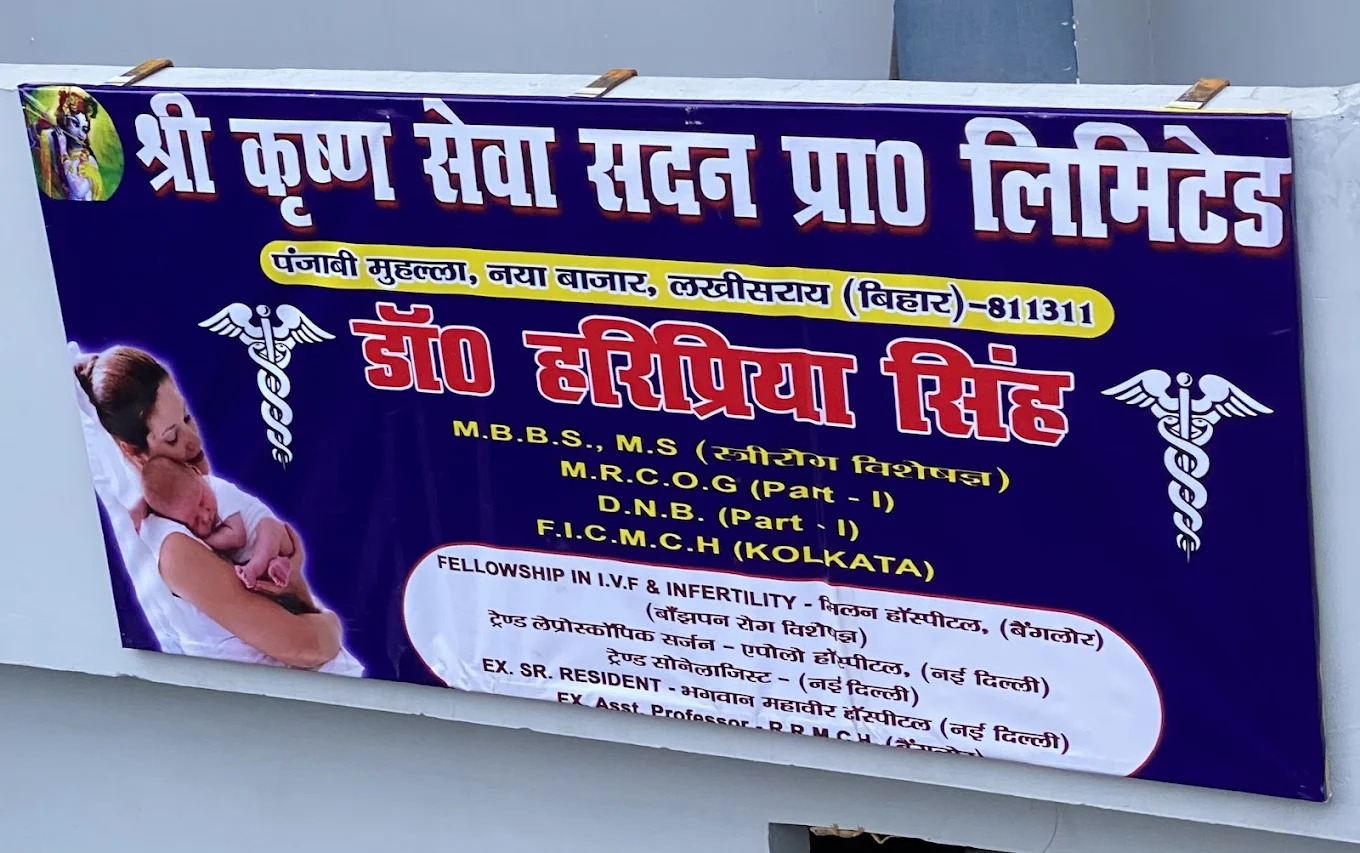 श्री कृष्ण सेवा सदन प्रा० लिमिटेड
पंजाबी मुहल्ला, नया बाजार, लखीसराय (बिहार)-811311
डॉ० हरिप्रिया सिंह
M.B.B.S., M.S (स्त्रीरोग विशेषज्ञ)
M.R.C.O.G (Part - I)
D.N.B. (Part - I)
F.I.C.M.C.H (KOLKATA)
FELLOWSHIP IN I.V.F & INFERTILITY - मिलन हॉस्पीटल, (बैंगलोर)
(बाँझपन रोग विशेषज्ञ)
ट्रेण्ड लेप्रोस्कॉपिक सर्जन - एपोलो हॉस्पीटल, (नई दिल्ली)
ट्रेण्ड सोनेलाजिस्ट - (नई दिल्ली)
EX. SR. RESIDENT - भगवान महावीर हॉस्पीटल (नई दिल्ली)
EX. Asst. Professor - R.R.M.C.H. (बैंगलोर)